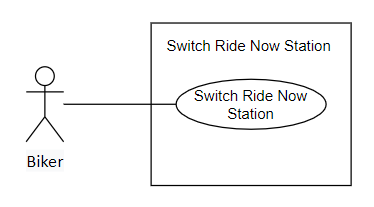 Switch Ride Now Station
Switch Ride Now
Station
Biker